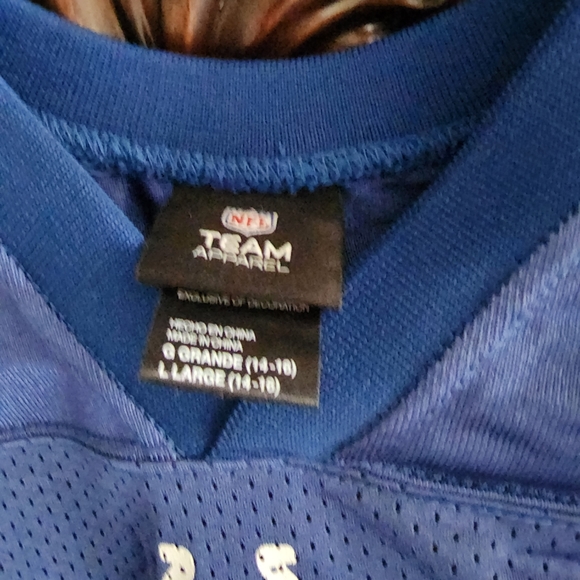 NFL
TEAM
APPAREL
EXCLUSIVE OF DECORATION
HECHO EN CHINA
MADE IN CHINA
G GRANDE (14-16)
L LARGE (14-16)